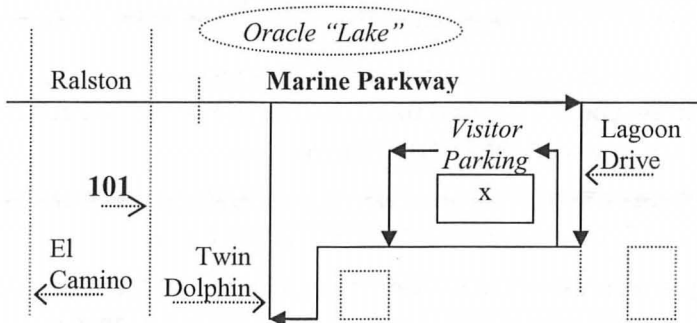 Oracle “Lake”
Ralston
Marine Parkway
Visitor
Parking
Lagoon
Drive
101
x
El
Camino
Twin
Dolphin